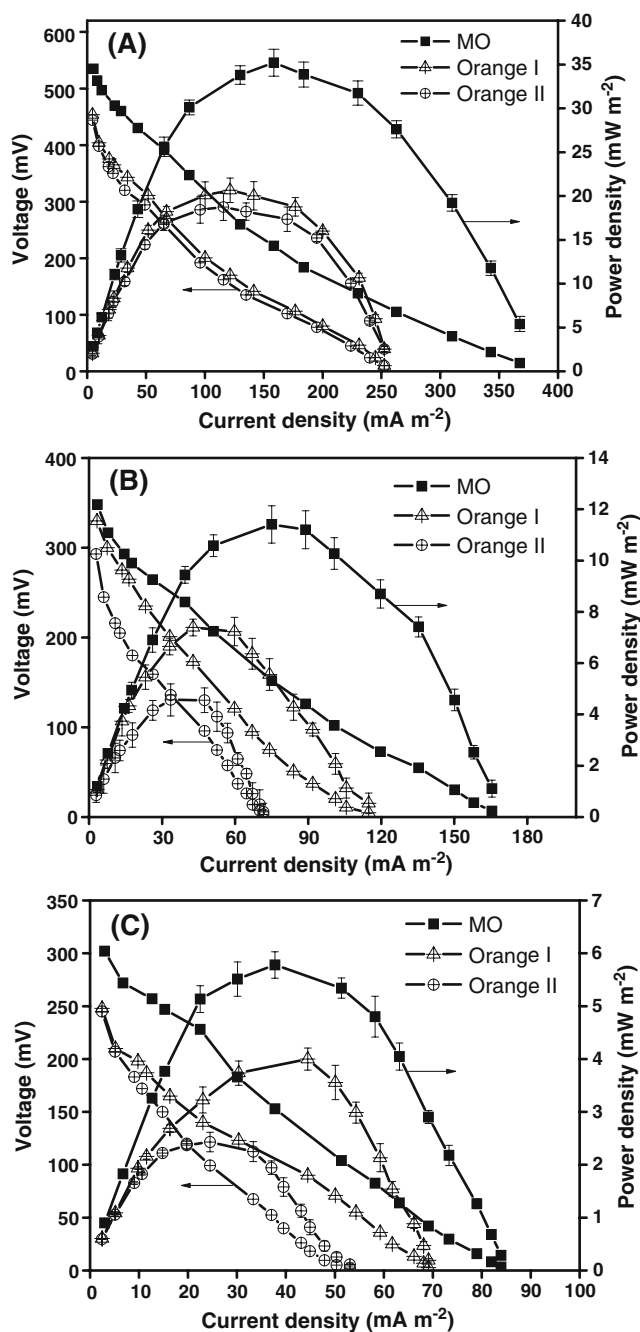 (A)
MO
Orange I
Orange II
Voltage (mV)
600
500
400
300
200
100
0
Power density (mW m⁻²)
40
35
30
25
20
15
10
5
0
0 50 100 150 200 250 300 350 400
Current density (mA m⁻²)
(B)
MO
Orange I
Orange II
Voltage (mV)
400
300
200
100
0
Power density (mW m⁻²)
14
12
10
8
6
4
2
0
0 30 60 90 120 150 180
Current density (mA m⁻²)
(C)
MO
Orange I
Orange II
Voltage (mV)
350
300
250
200
150
100
50
0
Power density (mW m⁻²)
7
6
5
4
3
2
1
0
0 10 20 30 40 50 60 70 80 90 100
Current density (mA m⁻²)